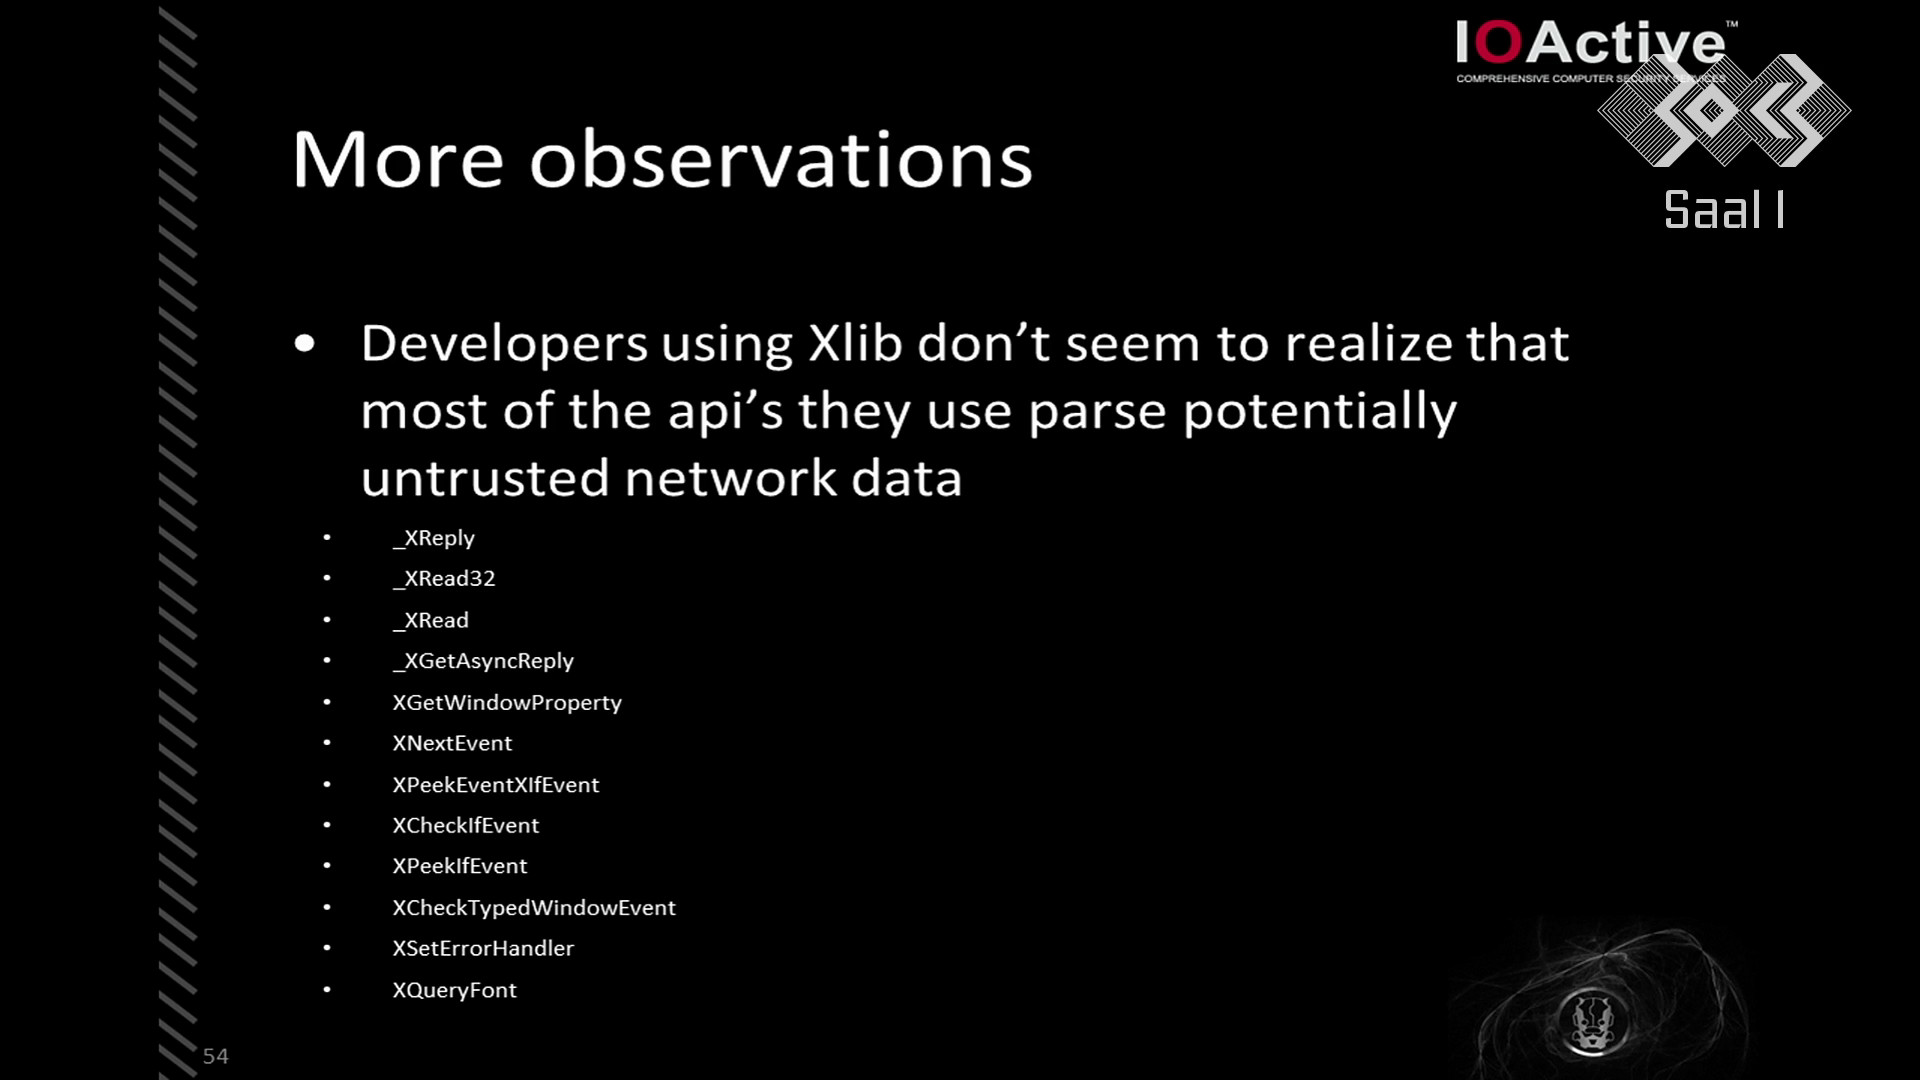 IOActive™
COMPREHENSIVE COMPUTER SECURITY SERVICES
Saal 1
More observations
• Developers using Xlib don’t seem to realize that
most of the api’s they use parse potentially
untrusted network data
• _XReply
• _XRead32
• _XRead
• _XGetAsyncReply
• XGetWindowProperty
• XNextEvent
• XPeekEventXIfEvent
• XCheckIfEvent
• XPeekIfEvent
• XCheckTypedWindowEvent
• XSetErrorHandler
• XQueryFont
54